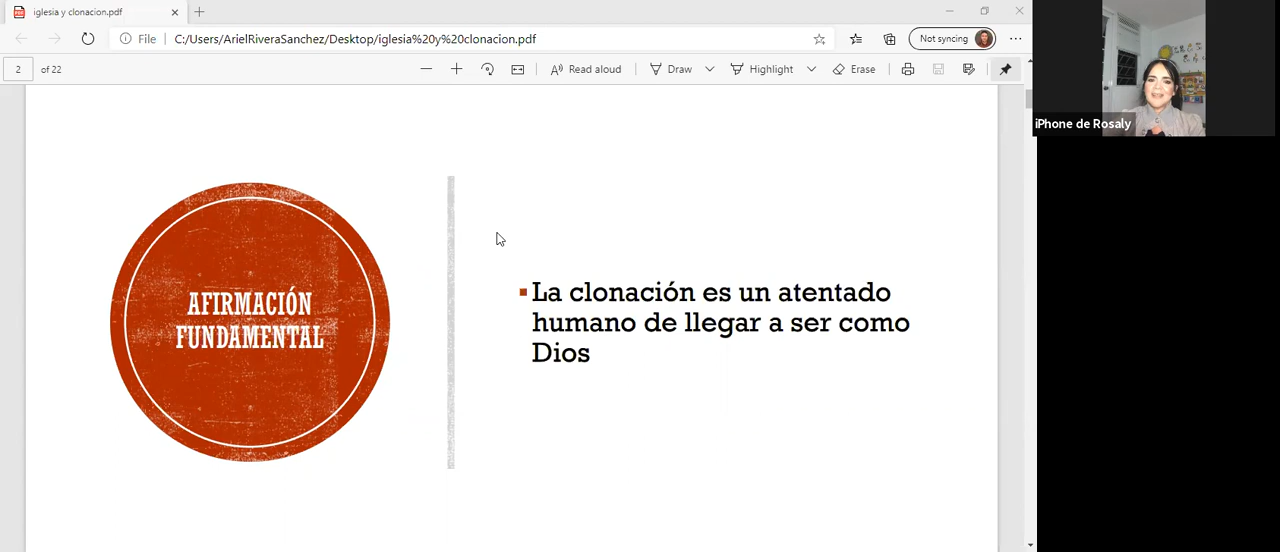 iglesia y clonacion.pdf
File
C:/Users/ArielRiveraSanchez/Desktop/iglesia%20y%20clonacion.pdf
Not syncing
2
of 22
Read aloud
Draw
Highlight
Erase
iPhone de Rosaly
AFIRMACIÓN
FUNDAMENTAL
La clonación es un atentado
humano de llegar a ser como
Dios